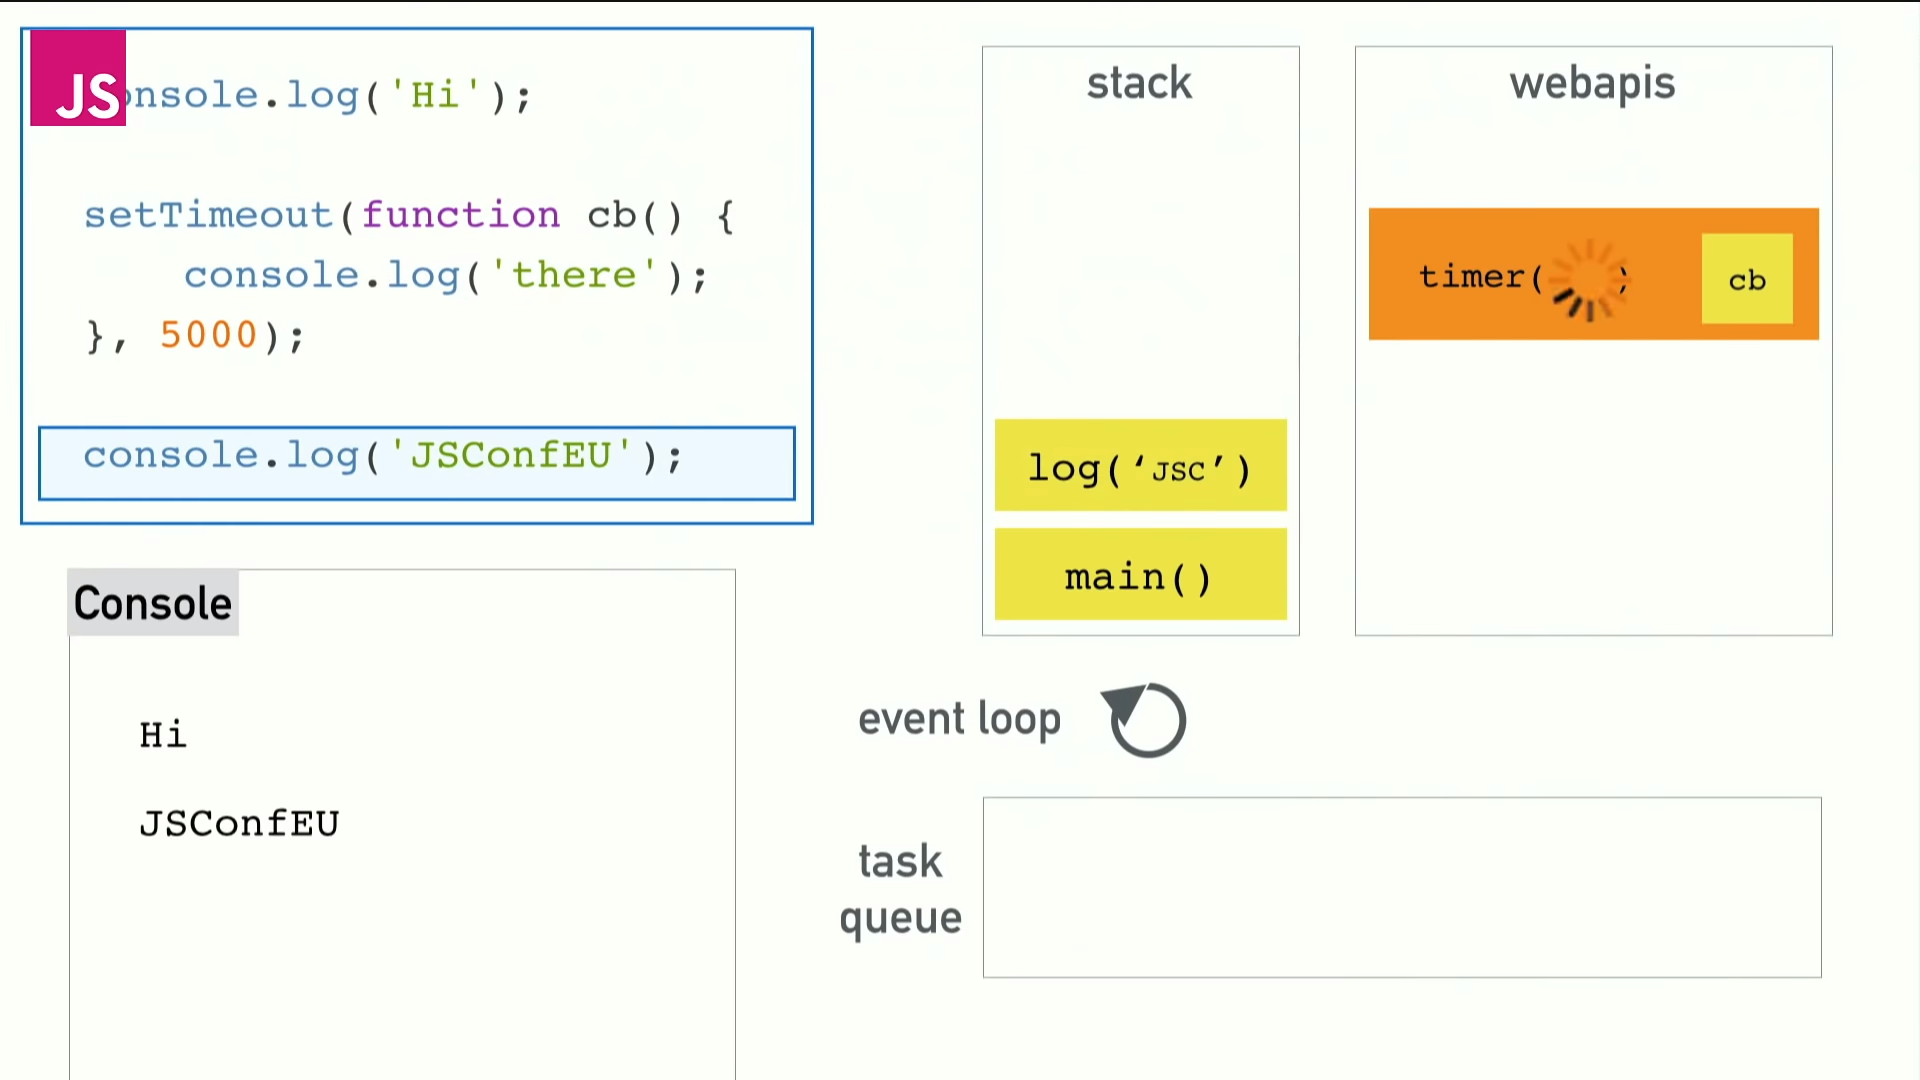 JS
onsole.log('Hi');
setTimeout(function cb() {
    console.log('there');
}, 5000);
console.log('JSConfEU');
Console
Hi
JSConfEU
stack
log(‘JSC’)
main()
webapis
timer( )
cb
event loop
task
queue